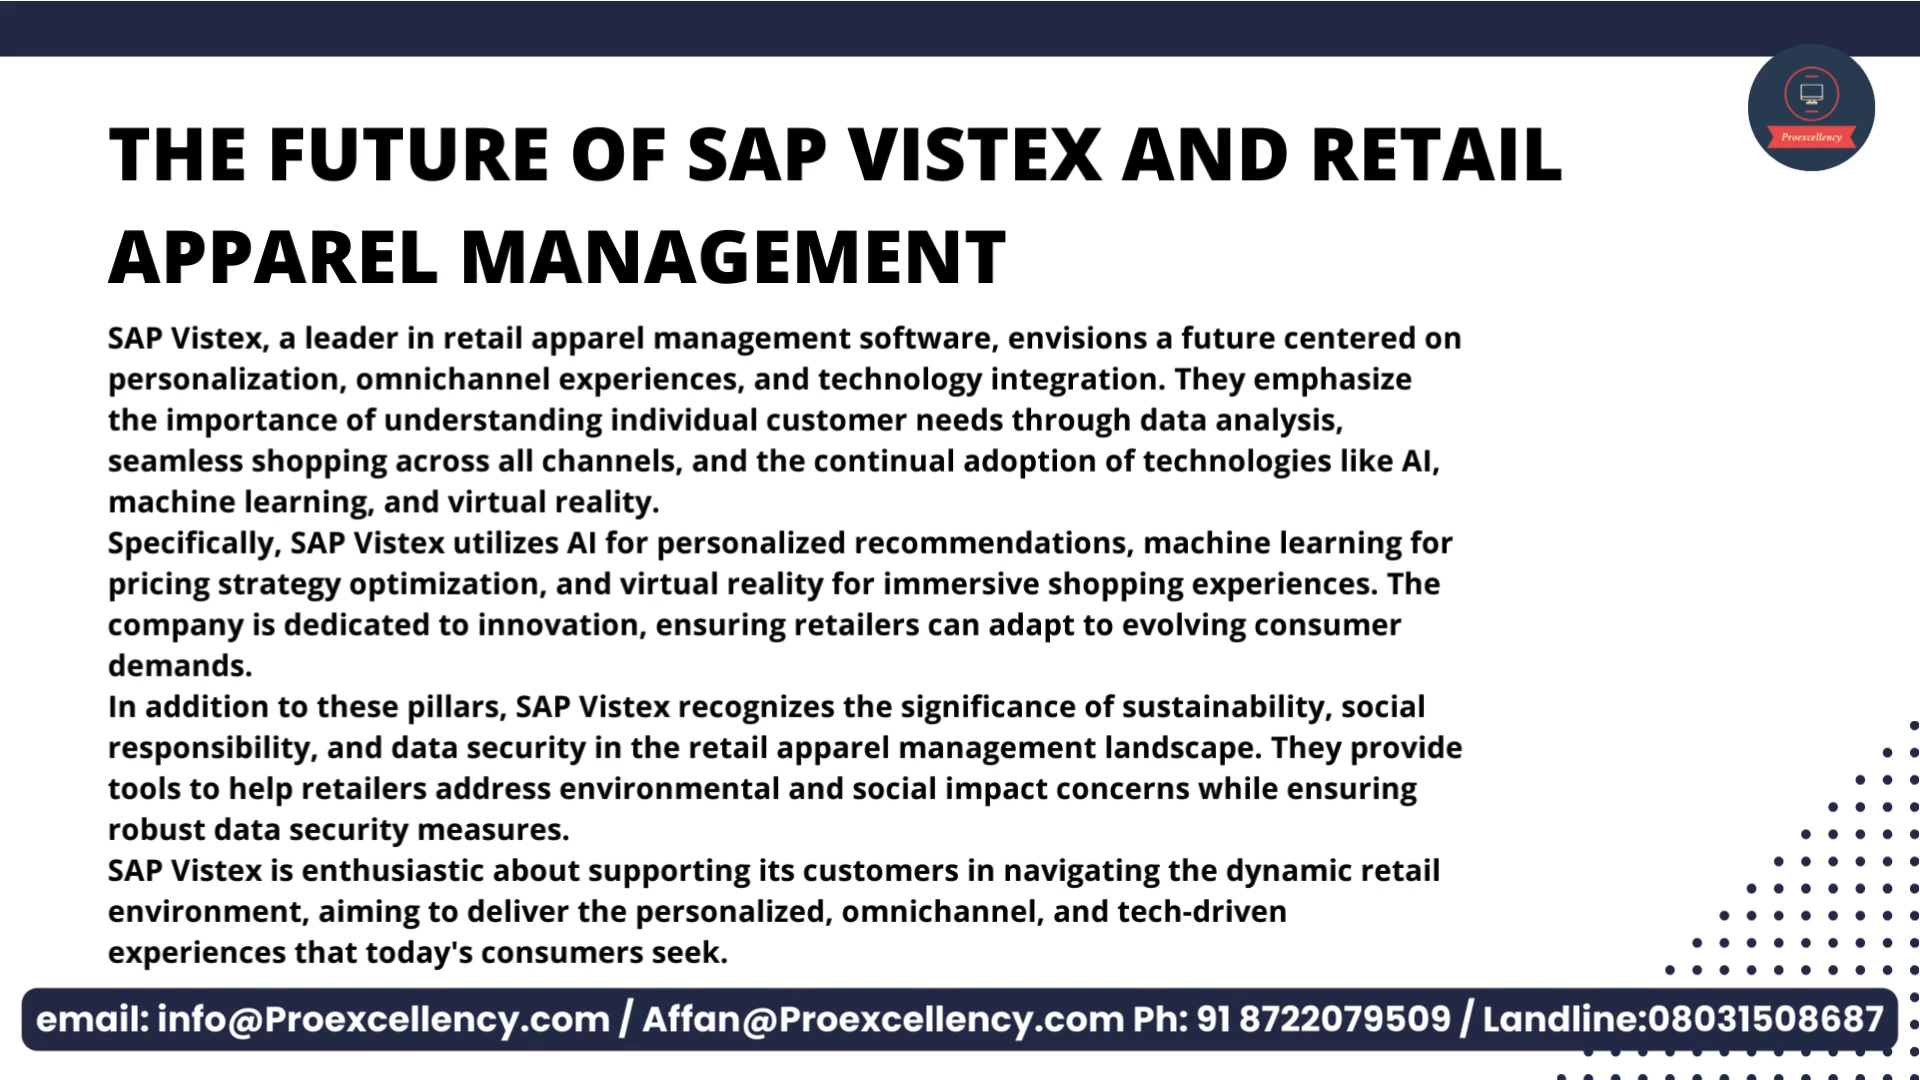 Proexcellency
THE FUTURE OF SAP VISTEX AND RETAIL
APPAREL MANAGEMENT
SAP Vistex, a leader in retail apparel management software, envisions a future centered on
personalization, omnichannel experiences, and technology integration. They emphasize
the importance of understanding individual customer needs through data analysis,
seamless shopping across all channels, and the continual adoption of technologies like AI,
machine learning, and virtual reality.
Specifically, SAP Vistex utilizes AI for personalized recommendations, machine learning for
pricing strategy optimization, and virtual reality for immersive shopping experiences. The
company is dedicated to innovation, ensuring retailers can adapt to evolving consumer
demands.
In addition to these pillars, SAP Vistex recognizes the significance of sustainability, social
responsibility, and data security in the retail apparel management landscape. They provide
tools to help retailers address environmental and social impact concerns while ensuring
robust data security measures.
SAP Vistex is enthusiastic about supporting its customers in navigating the dynamic retail
environment, aiming to deliver the personalized, omnichannel, and tech-driven
experiences that today's consumers seek.
email: info@Proexcellency.com / Affan@Proexcellency.com Ph: 91 8722079509 / Landline:08031508687